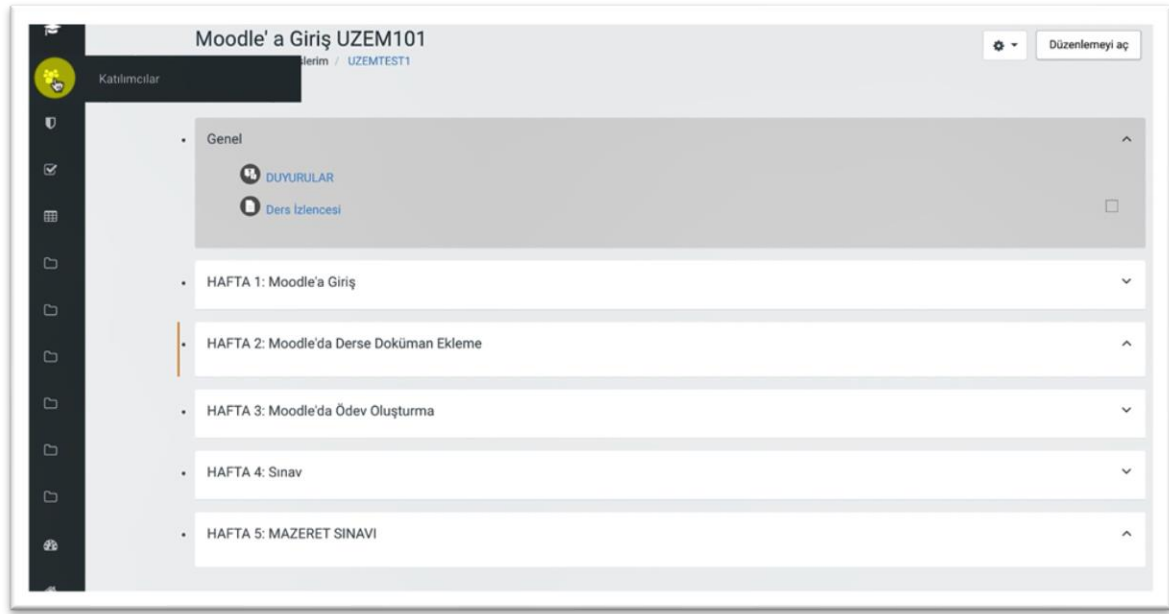 Moodle' a Giriş UZEM101
slerim / UZEMTEST1
Düzenlemeyi aç
Katılımcılar
Genel
DUYURULAR
Ders İzlencesi
HAFTA 1: Moodle'a Giriş
HAFTA 2: Moodle'da Derse Doküman Ekleme
HAFTA 3: Moodle'da Ödev Oluşturma
HAFTA 4: Sınav
HAFTA 5: MAZERET SINAVI